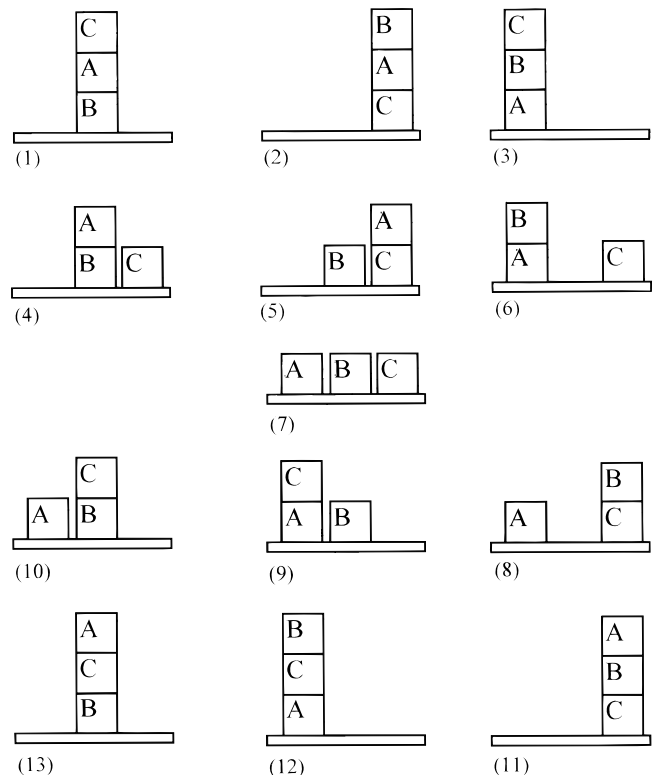 C B C
A A B
B C A
(1) (2) (3)
A A B
B C B C A C
(4) (5) (6)
A B C
(7)
C C B
A B A B A C
(10) (9) (8)
A B A
C C B
B A C
(13) (12) (11)